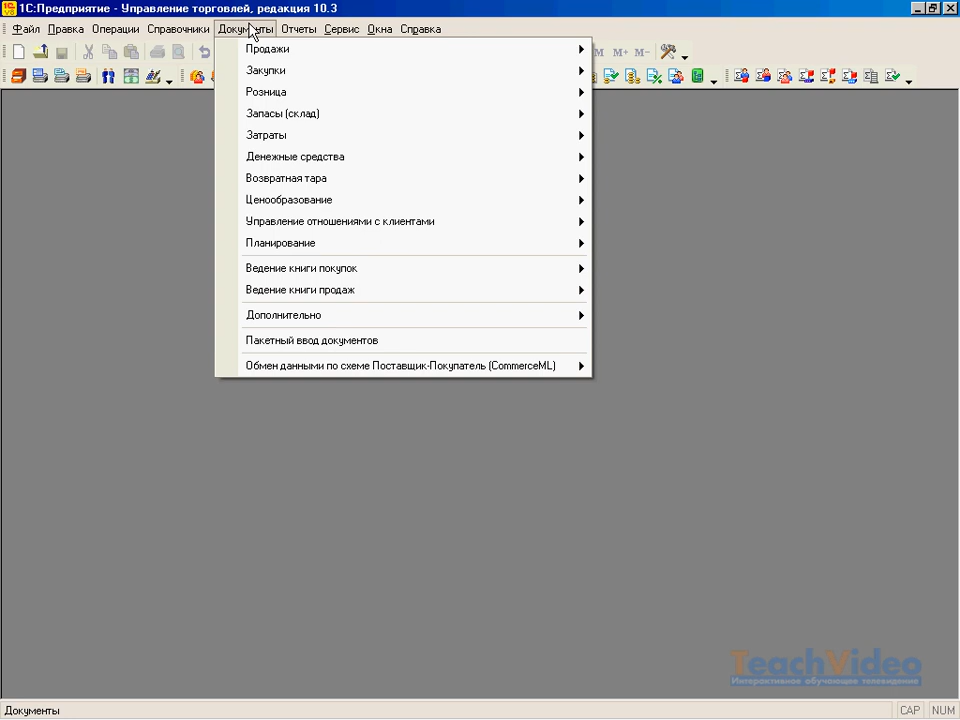 1С:Предприятие - Управление торговлей, редакция 10.3
Файл Правка Операции Справочники Документы Отчеты Сервис Окна Справка
M M+ M-
Продажи
Закупки
Розница
Запасы (склад)
Затраты
Денежные средства
Возвратная тара
Ценообразование
Управление отношениями с клиентами
Планирование
Ведение книги покупок
Ведение книги продаж
Дополнительно
Пакетный ввод документов
Обмен данными по схеме Поставщик-Покупатель (CommerceML)
TeachVideo
Интерактивное обучающее телевидение
Документы
CAP NUM